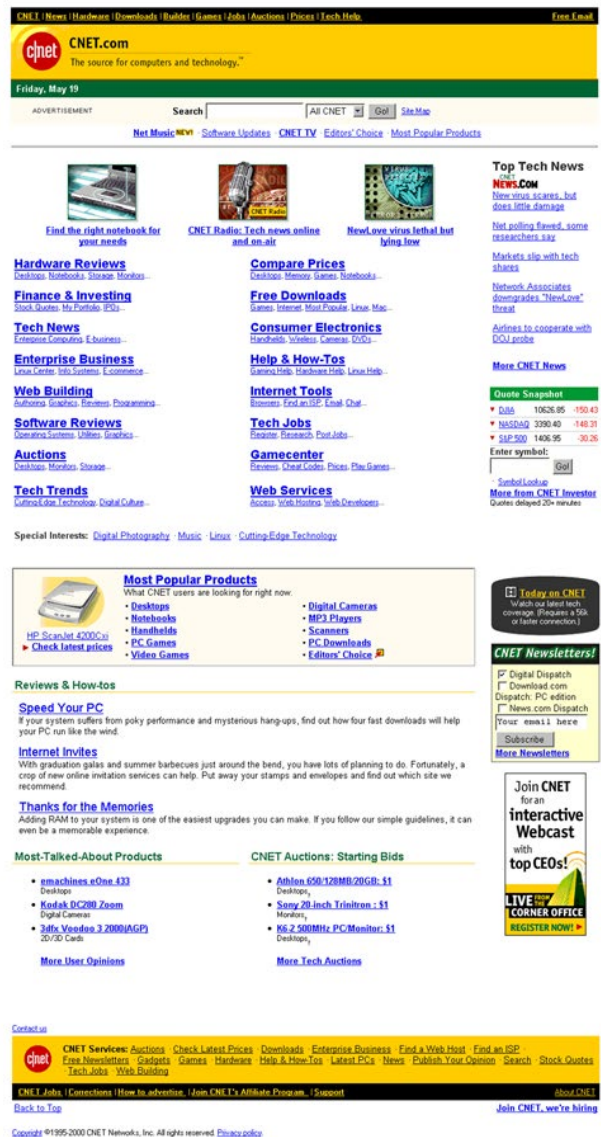 CNET | News | Hardware | Downloads | Builder | Games | Jobs | Auctions | Prices | Tech Help
Free Email
c|net
CNET.com
The source for computers and technology.™
Friday, May 19
ADVERTISEMENT
Search
All CNET
Go!
Site Map
Net Music NEW! · Software Updates · CNET TV · Editors' Choice · Most Popular Products
CNET Radio
Find the right notebook for
your needs
CNET Radio: Tech news online
and on-air
NewLove virus lethal but
lying low
Hardware Reviews
Desktops, Notebooks, Storage, Monitors...
Compare Prices
Desktops, Memory, Games, Notebooks...
Finance & Investing
Stock Quotes, My Portfolio, IPOs...
Free Downloads
Games, Internet, Most Popular, Linux, Mac...
Tech News
Enterprise Computing, E-business...
Consumer Electronics
Handhelds, Wireless, Cameras, DVDs...
Enterprise Business
Linux Center, Info Systems, E-commerce...
Help & How-Tos
Gaming Help, Hardware Help, Linux Help...
Web Building
Authoring, Graphics, Reviews, Programming...
Internet Tools
Browsers, Find an ISP, Email, Chat...
Software Reviews
Operating Systems, Utilities, Graphics...
Tech Jobs
Register, Research, Post Jobs...
Auctions
Desktops, Monitors, Storage...
Gamecenter
Reviews, Cheat Codes, Prices, Play Games...
Tech Trends
Cutting-Edge Technology, Digital Culture...
Web Services
Access, Web Hosting, Web Developers...
Special Interests: Digital Photography · Music · Linux · Cutting-Edge Technology
Top Tech News
CNET
NEWS.COM
New virus scares, but
does little damage
Net polling flawed, some
researchers say
Markets slip with tech
shares
Network Associates
downgrades "NewLove"
threat
Airlines to cooperate with
DOJ probe
More CNET News
Quote Snapshot
DJIA 10626.85 -150.43
NASDAQ 3390.40 -148.31
S&P 500 1406.95 -30.26
Enter symbol:
Go!
· Symbol Lookup
More from CNET Investor
Quotes delayed 20+ minutes
HP ScanJet 4200Cxi
Check latest prices
Most Popular Products
What CNET users are looking for right now.
• Desktops
• Notebooks
• Handhelds
• PC Games
• Video Games
• Digital Cameras
• MP3 Players
• Scanners
• PC Downloads
• Editors' Choice
Today on CNET
Watch our latest tech
coverage. (Requires a 56k
or faster connection.)
CNET Newsletters!
Digital Dispatch
Download.com
Dispatch: PC edition
News.com Dispatch
Your email here
Subscribe
More Newsletters
Reviews & How-tos
Speed Your PC
If your system suffers from poky performance and mysterious hang-ups, find out how four fast downloads will help
your PC run like the wind.
Internet Invites
With graduation galas and summer barbecues just around the bend, you have lots of planning to do. Fortunately, a
crop of new online invitation services can help. Put away your stamps and envelopes and find out which site we
recommend.
Thanks for the Memories
Adding RAM to your system is one of the easiest upgrades you can make. If you follow our simple guidelines, it can
even be a memorable experience.
Join CNET
for an
interactive
Webcast
with
top CEOs!
LIVE FROM THE
CORNER OFFICE
REGISTER NOW!
Most-Talked-About Products
• emachines eOne 433
Desktops
• Kodak DC280 Zoom
Digital Cameras
• 3dfx Voodoo 3 2000(AGP)
2D/3D Cards
More User Opinions
CNET Auctions: Starting Bids
• Athlon 650/128MB/20GB: $1
Desktops,
• Sony 20-inch Trinitron : $1
Monitors,
• K6-2 500MHz PC/Monitor: $1
Desktops,
More Tech Auctions
Contact us
c|net
CNET Services: Auctions · Check Latest Prices · Downloads · Enterprise Business · Find a Web Host · Find an ISP ·
Free Newsletters · Gadgets · Games · Hardware · Help & How-Tos · Latest PCs · News · Publish Your Opinion · Search · Stock Quotes
· Tech Jobs · Web Building
CNET Jobs | Corrections | How to advertise | Join CNET's Affiliate Program | Support
About CNET
Back to Top
Join CNET, we're hiring
Copyright ©1995-2000 CNET Networks, Inc. All rights reserved. Privacy policy.